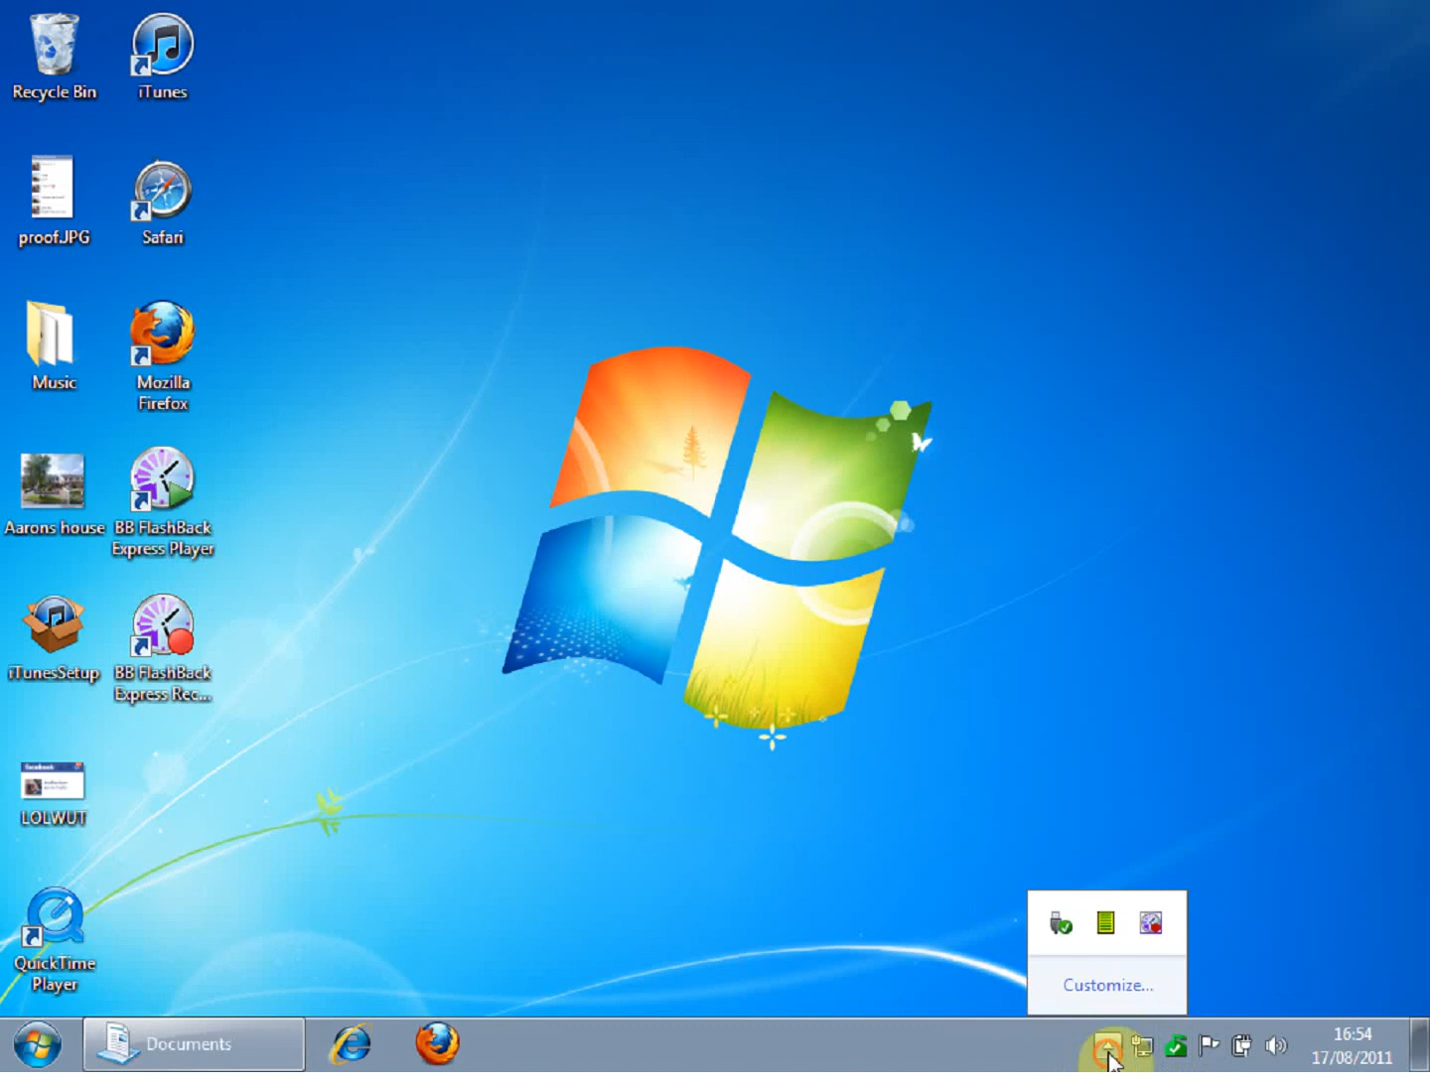 Recycle Bin
iTunes
proof.JPG
Safari
Music
Mozilla
Firefox
Aarons house
BB FlashBack
Express Player
iTunesSetup
BB FlashBack
Express Rec...
LOLWUT
QuickTime
Player
Customize...
Documents
16:54
17/08/2011